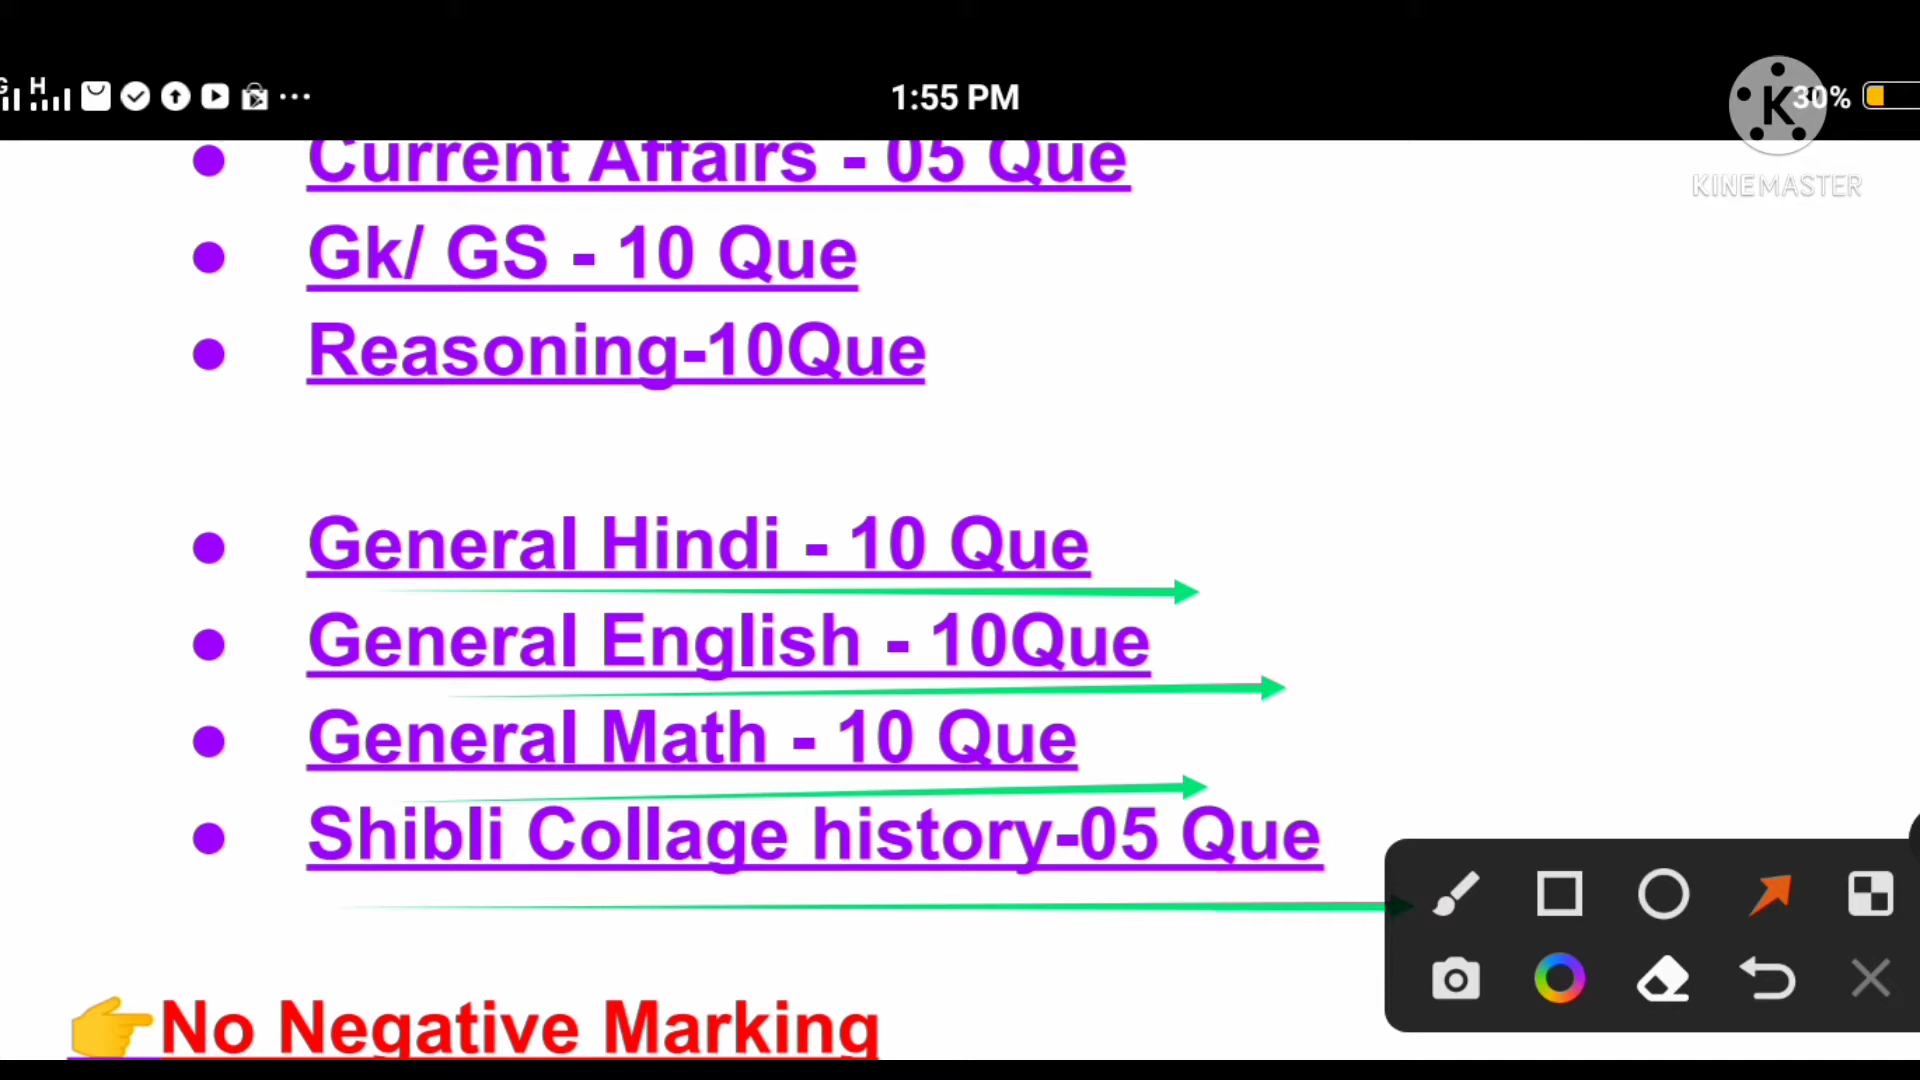 H
1:55 PM
30%
K
KINEMASTER
Current Affairs - 05 Que
Gk/ GS - 10 Que
Reasoning-10Que
General Hindi - 10 Que
General English - 10Que
General Math - 10 Que
Shibli Collage history-05 Que
👉No Negative Marking